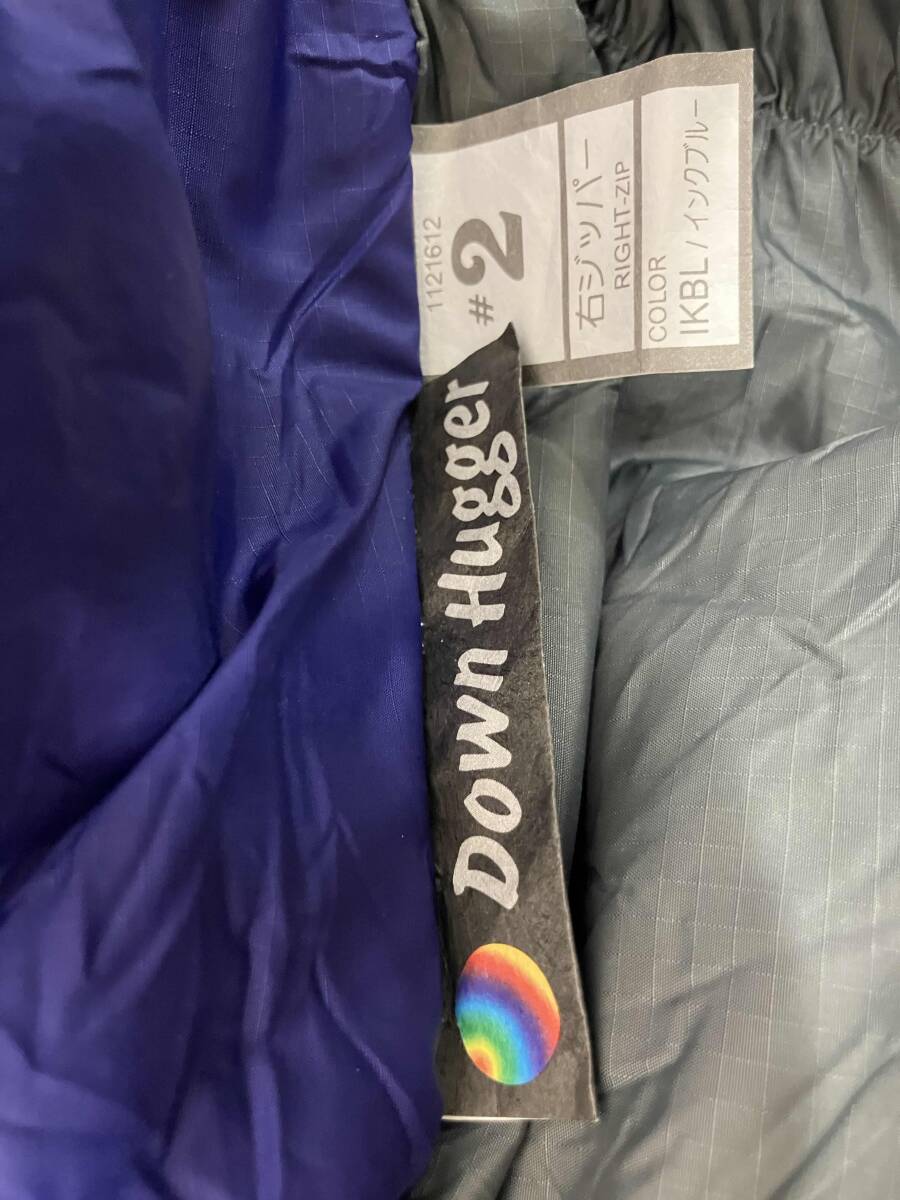 1121612
#2
右ジッパー
RIGHT-ZIP
COLOR
IKBL / インクブルー
Down Hugger